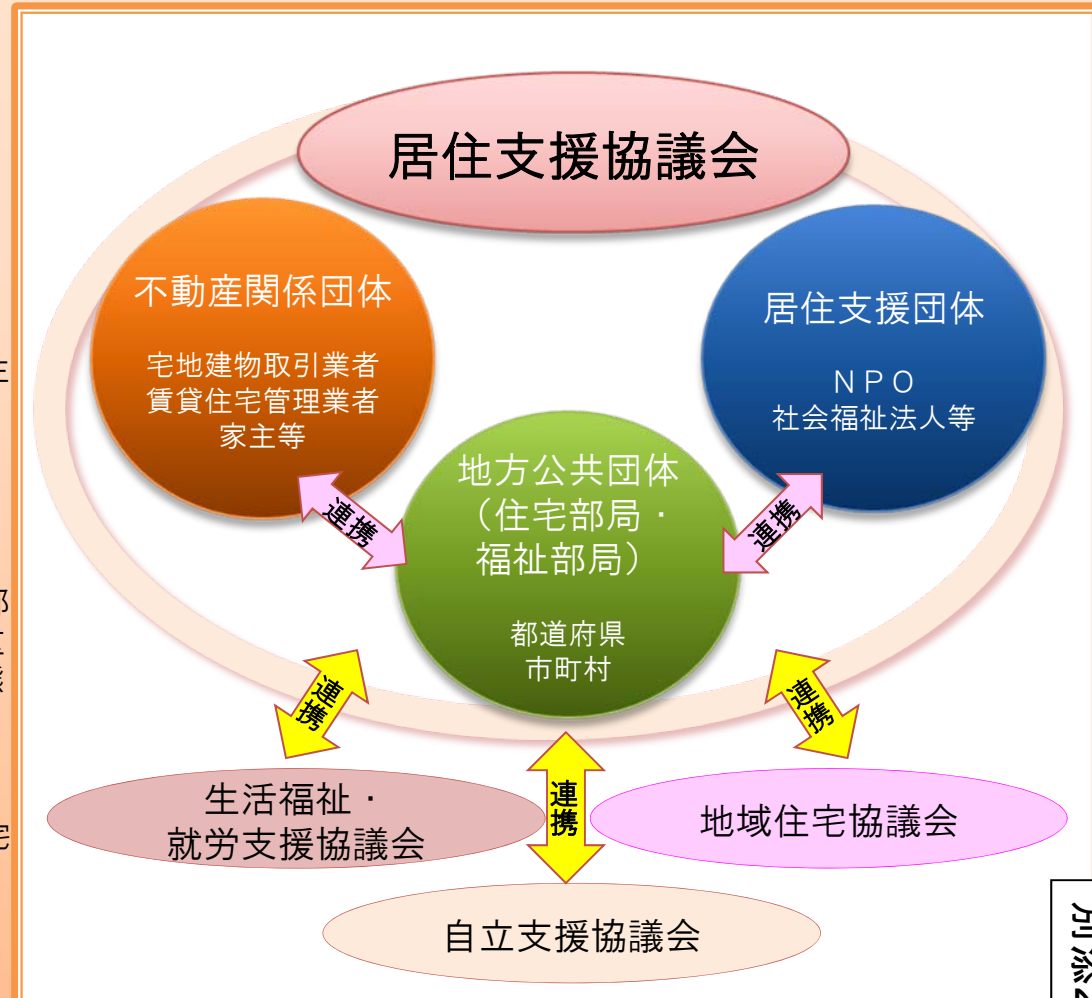 居住支援協議会
不動産関係団体
宅地建物取引業者
賃貸住宅管理業者
家主等
居住支援団体
ＮＰＯ
社会福祉法人等
地方公共団体
（住宅部局・
福祉部局）
都道府県
市町村
連携
連携
連携
連携
連携
生活福祉・
就労支援協議会
地域住宅協議会
自立支援協議会
別添